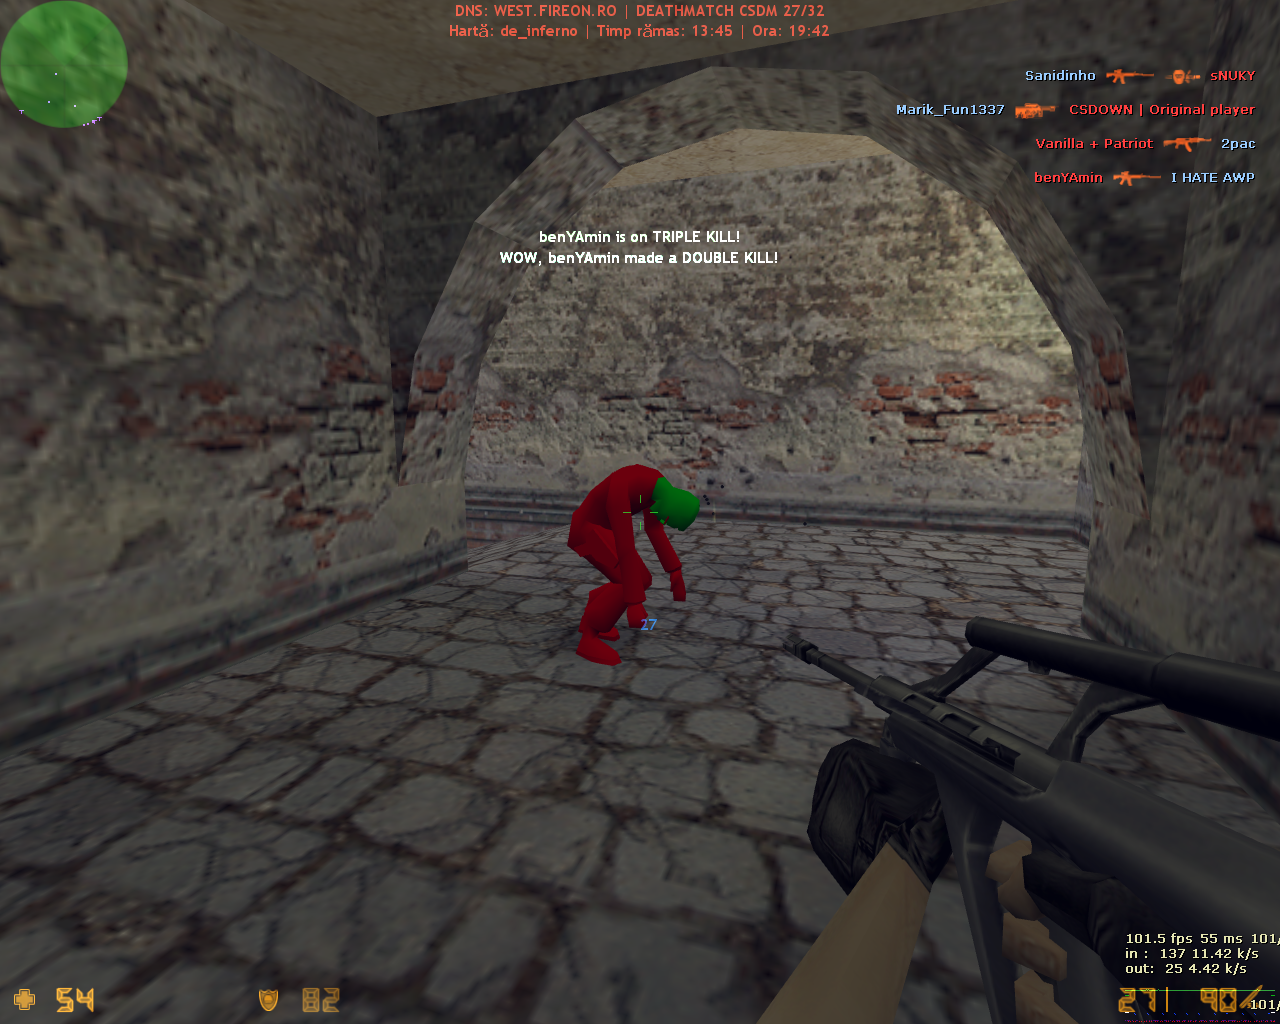 DNS: WEST.FIREON.RO | DEATHMATCH CSDM 27/32
Hartă: de_inferno | Timp rămas: 13:45 | Ora: 19:42
Sanidinho sNUKY
Marik_Fun1337 CSDOWN | Original player
Vanilla + Patriot 2pac
benYAmin I HATE AWP
benYAmin is on TRIPLE KILL!
WOW, benYAmin made a DOUBLE KILL!
27
101.5 fps 55 ms 101/
in : 137 11.42 k/s
out: 25 4.42 k/s
54 82 27 | 90
101/